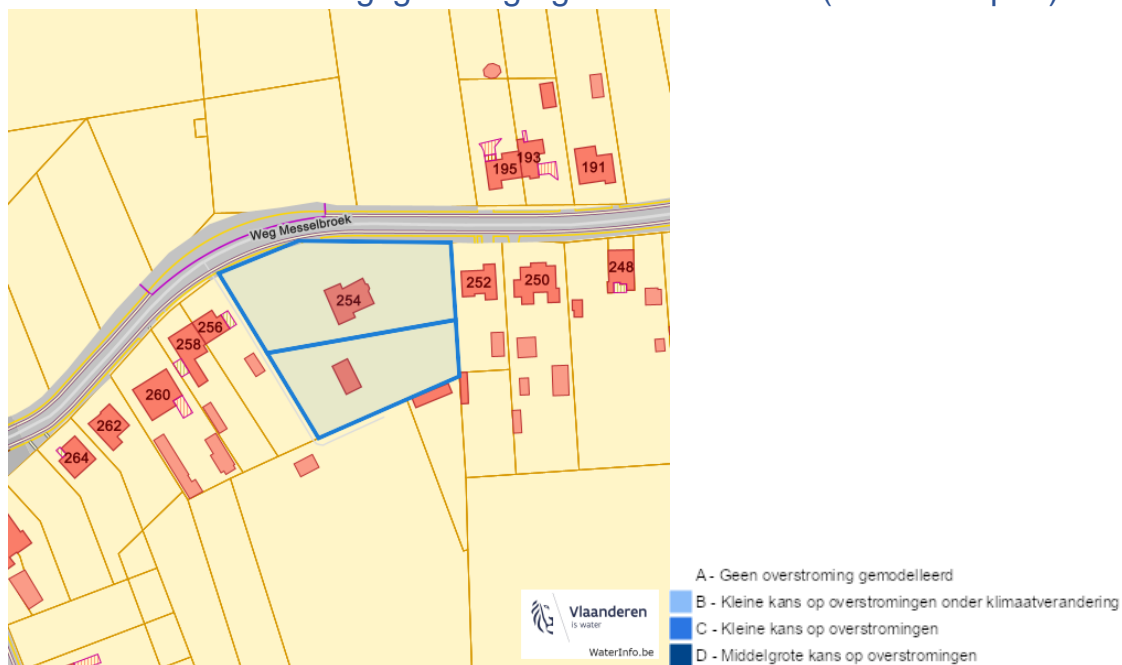 195
193
191
Weg Messelbroek
254
252
250
248
256
258
260
262
264
Vlaanderen
is water
WaterInfo.be
A - Geen overstroming gemodelleerd
B - Kleine kans op overstromingen onder klimaatverandering
C - Kleine kans op overstromingen
D - Middelgrote kans op overstromingen